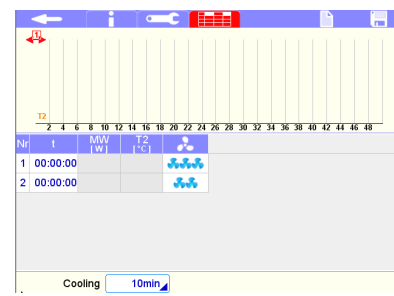 i
1
T2
2 4 6 8 10 12 14 16 18 20 22 24 26 28 30 32 34 36 38 40 42 44 46 48
Nr t MW [W] T2 [°C]
1 00:00:00
2 00:00:00
Cooling 10min